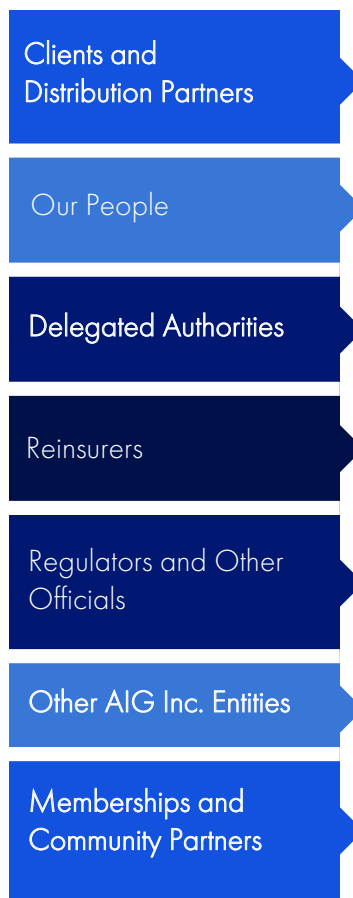 Clients and
Distribution Partners
Our People
Delegated Authorities
Reinsurers
Regulators and Other
Officials
Other AIG Inc. Entities
Memberships and
Community Partners